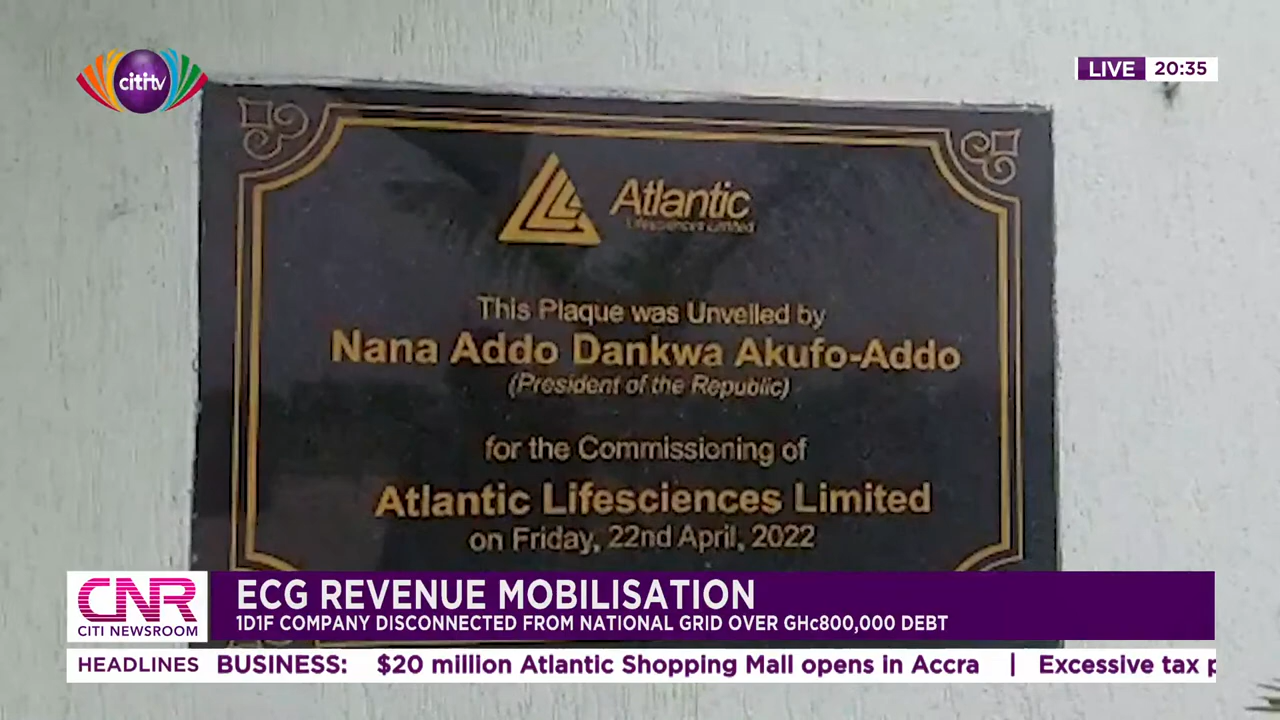 citi tv
LIVE 20:35
Atlantic
Lifesciences Limited
This Plaque was Unveiled by
Nana Addo Dankwa Akufo-Addo
(President of the Republic)
for the Commissioning of
Atlantic Lifesciences Limited
on Friday, 22nd April, 2022
CNR
CITI NEWSROOM
ECG REVENUE MOBILISATION
1D1F COMPANY DISCONNECTED FROM NATIONAL GRID OVER GHc800,000 DEBT
HEADLINES BUSINESS: $20 million Atlantic Shopping Mall opens in Accra | Excessive tax